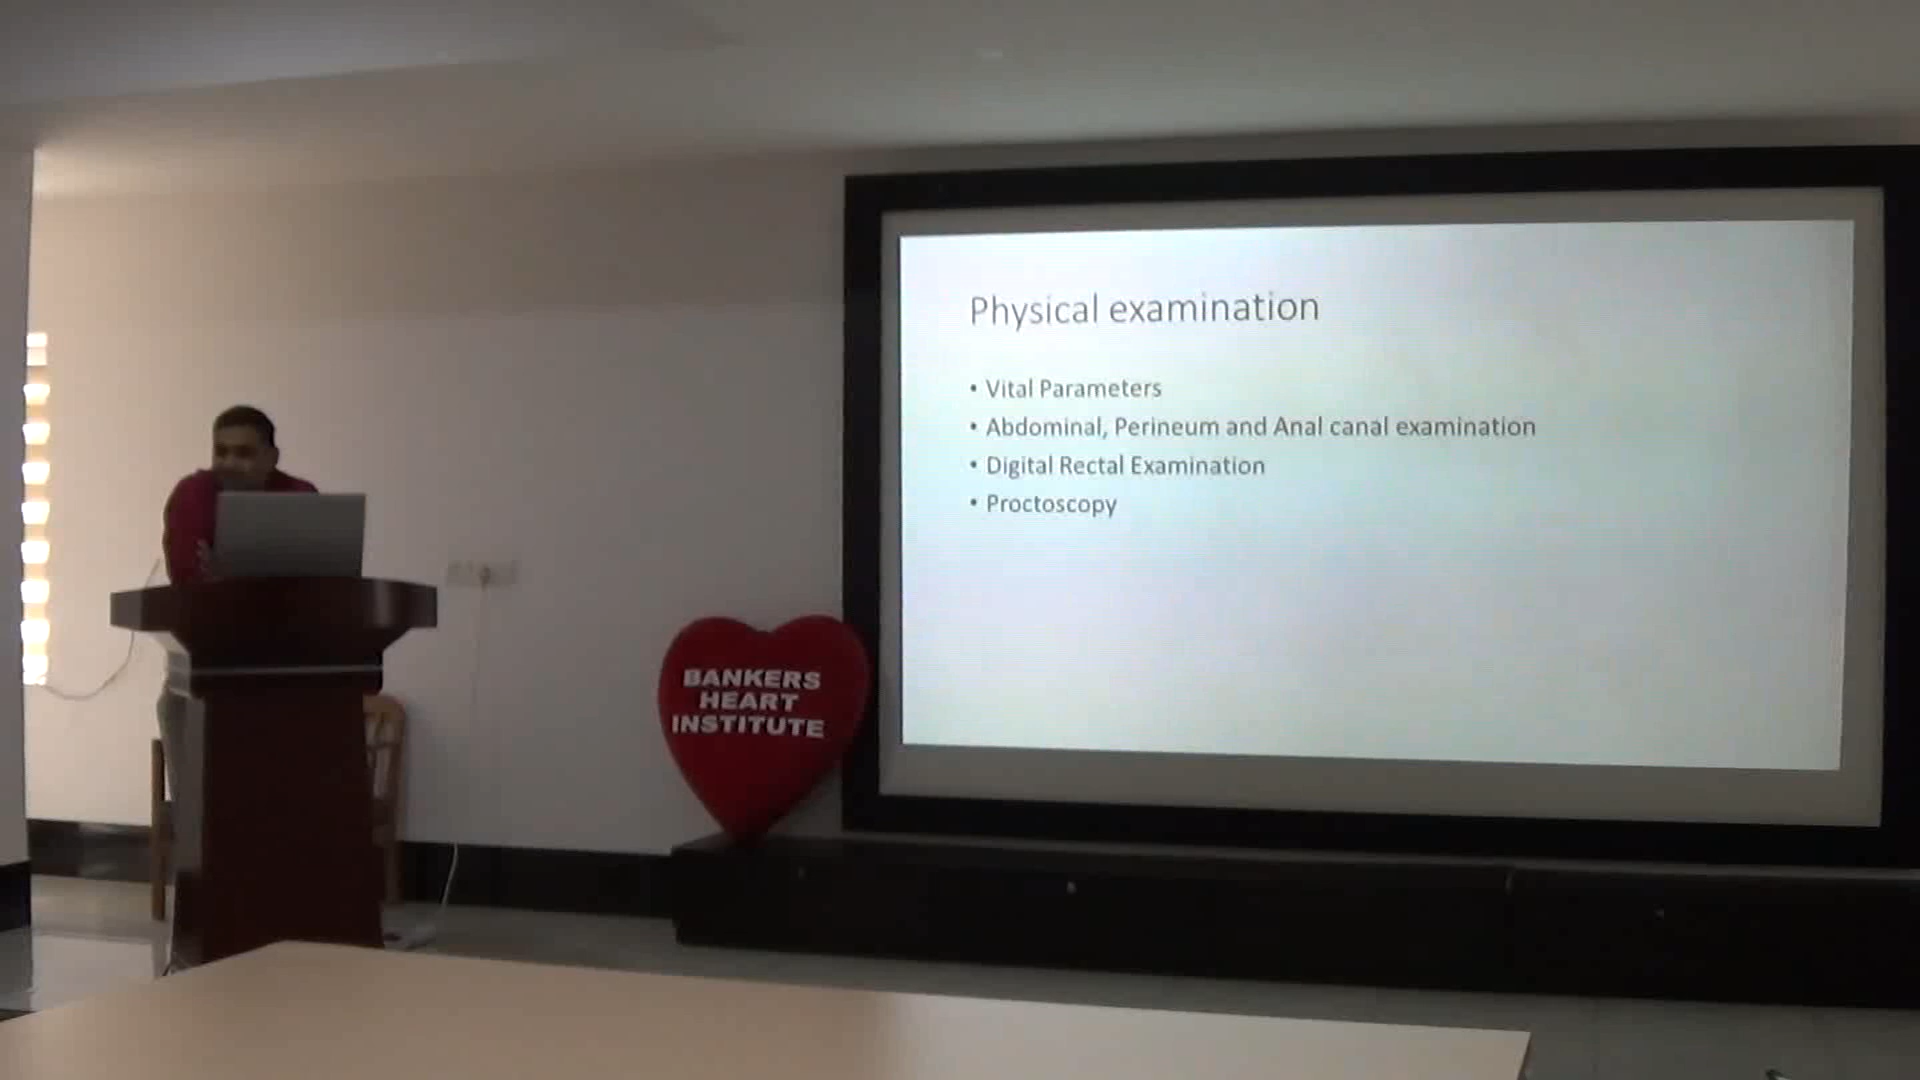 Physical examination
• Vital Parameters
• Abdominal, Perineum and Anal canal examination
• Digital Rectal Examination
• Proctoscopy
BANKERS
HEART
INSTITUTE